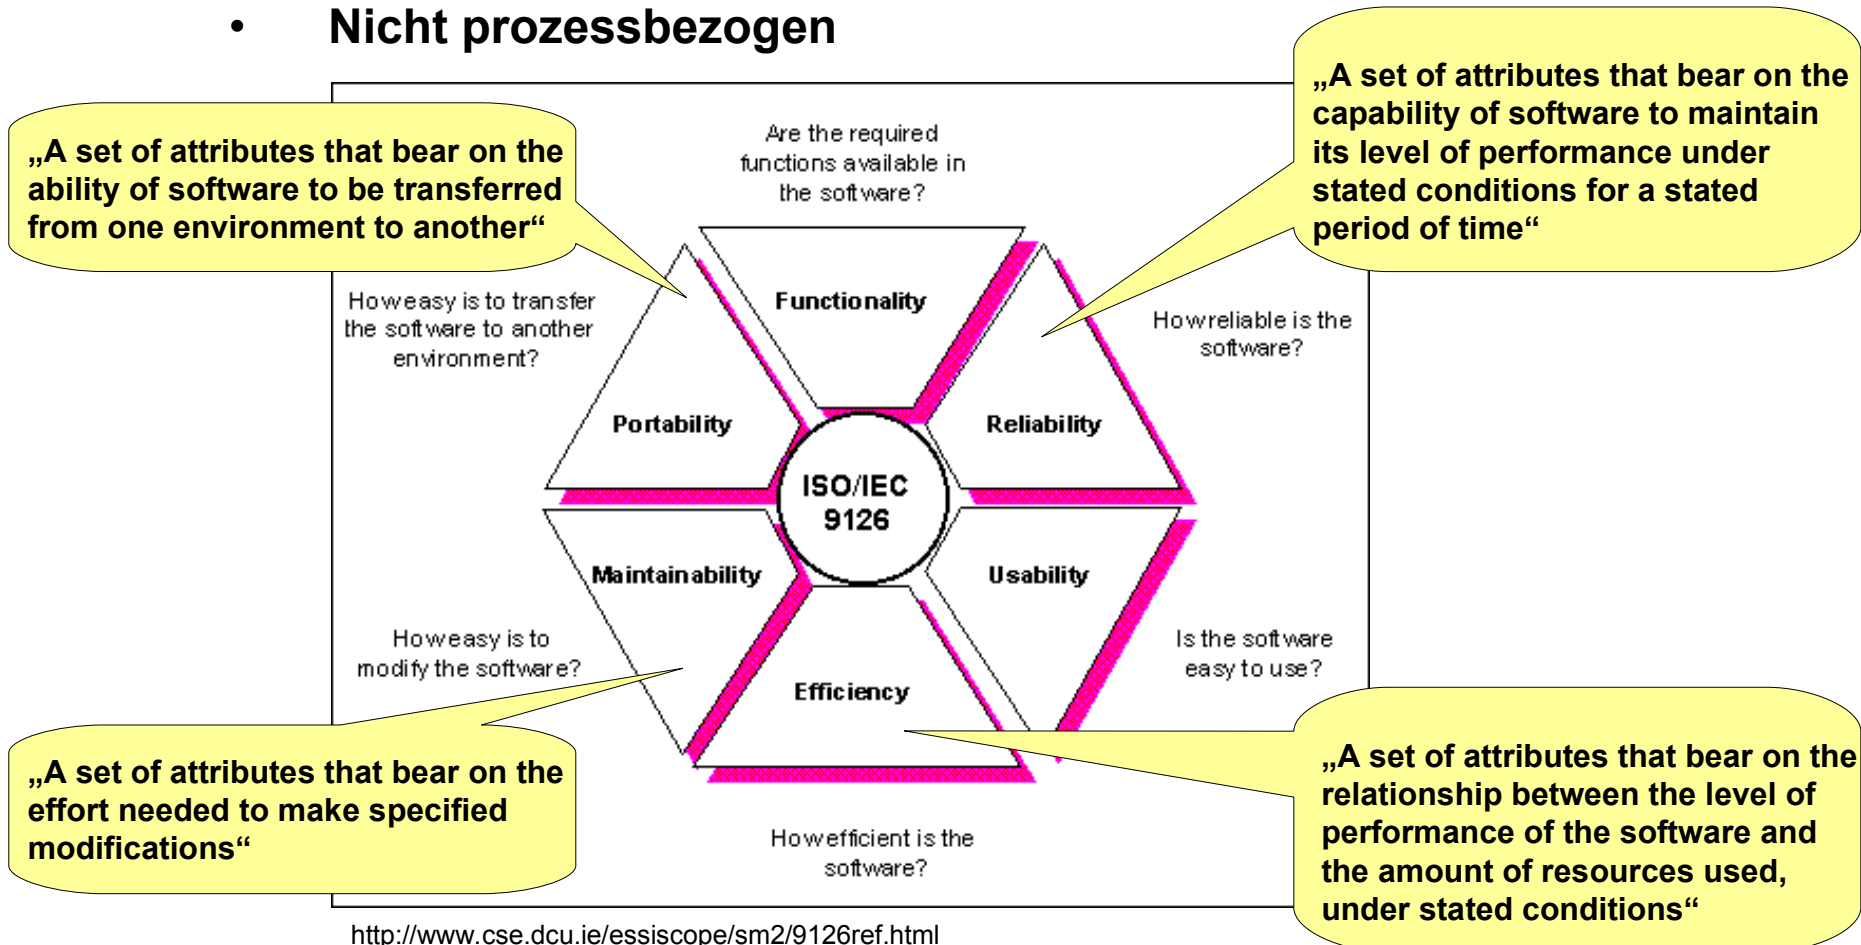 • Nicht prozessbezogen
„A set of attributes that bear on the
ability of software to be transferred
from one environment to another“
„A set of attributes that bear on the
capability of software to maintain
its level of performance under
stated conditions for a stated
period of time“
Are the required
functions available in
the software?
How easy is to transfer
the software to another
environment?
Functionality
How reliable is the
software?
Portability
Reliability
ISO/IEC
9126
Maintainability
Usability
How easy is to
modify the software?
Efficiency
Is the software
easy to use?
„A set of attributes that bear on the
effort needed to make specified
modifications“
How efficient is the
software?
„A set of attributes that bear on the
relationship between the level of
performance of the software and
the amount of resources used,
under stated conditions“
http://www.cse.dcu.ie/essiscope/sm2/9126ref.html